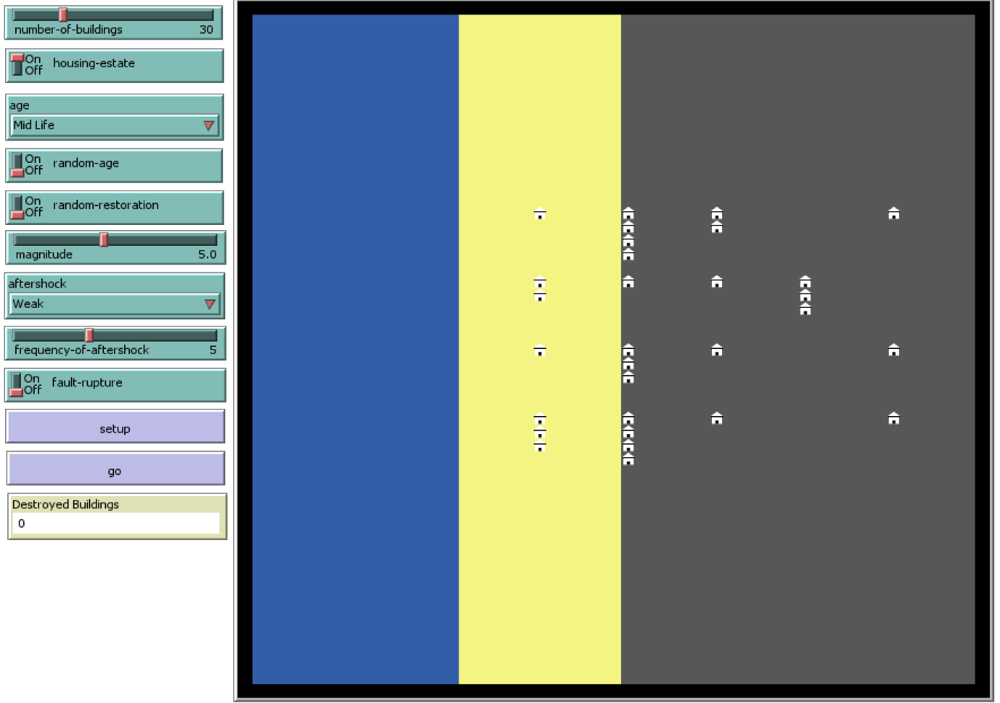 number-of-buildings 30
On
Off
housing-estate
age
Mid Life
On
Off
random-age
On
Off
random-restoration
magnitude 5.0
aftershock
Weak
frequency-of-aftershock 5
On
Off
fault-rupture
setup
go
Destroyed Buildings
0